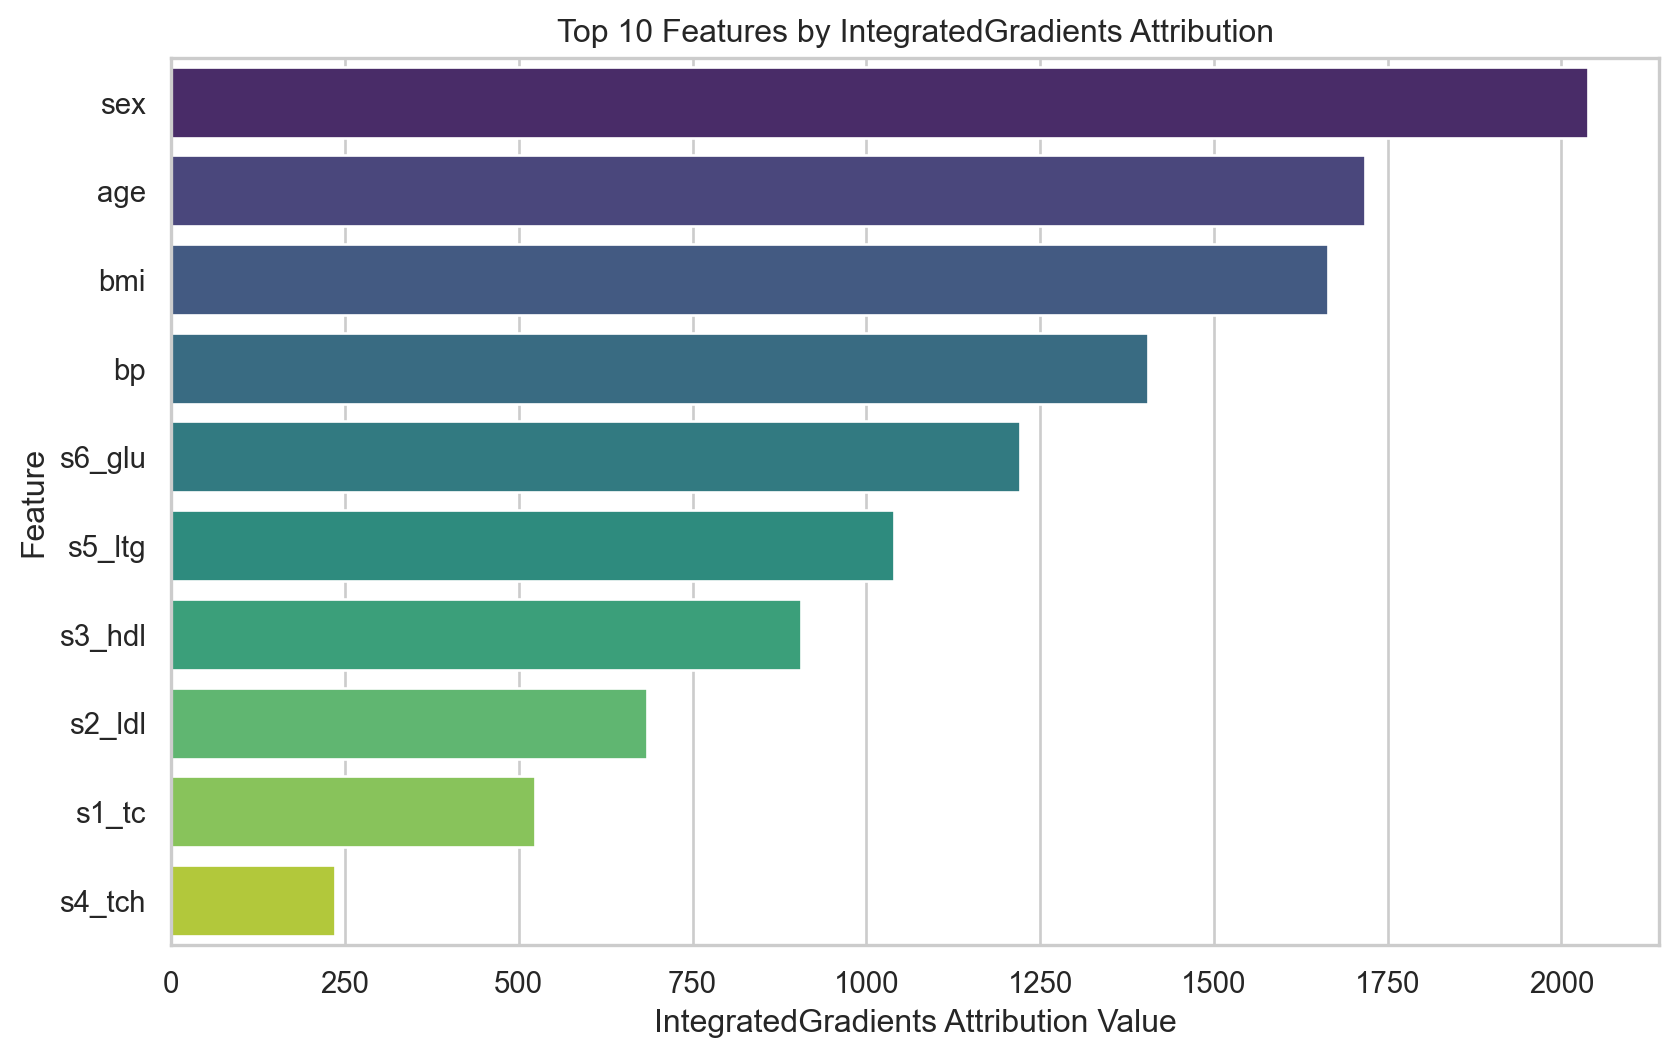 Top 10 Features by IntegratedGradients Attribution
Feature
sex
age
bmi
bp
s6_glu
s5_ltg
s3_hdl
s2_ldl
s1_tc
s4_tch
0 250 500 750 1000 1250 1500 1750 2000
IntegratedGradients Attribution Value